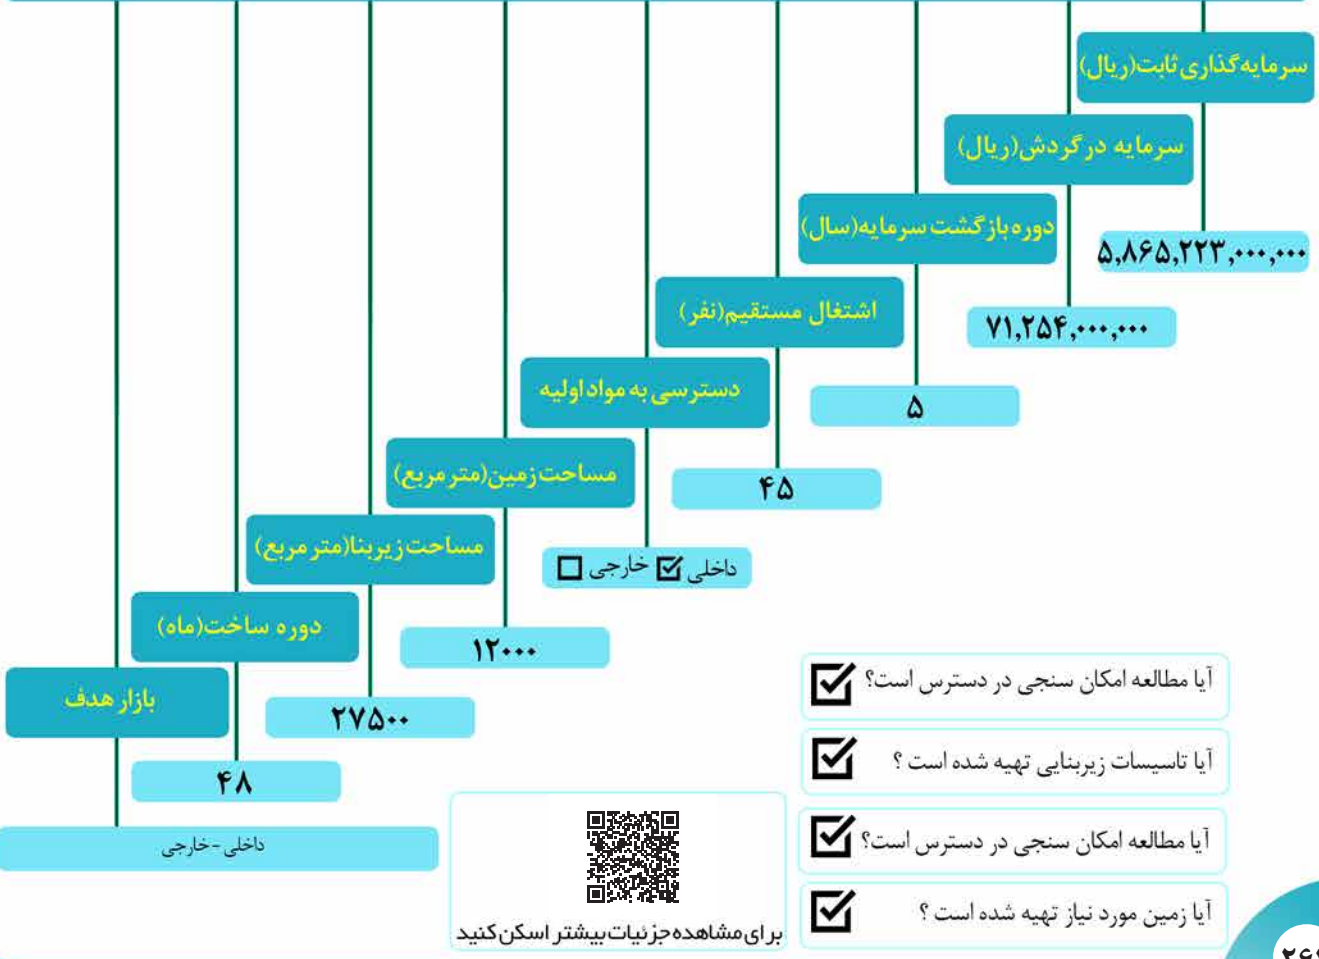 سرمایه‌گذاری ثابت(ریال)
۵,۸۶۵,۲۲۳,۰۰۰,۰۰۰
سرمایه در گردش(ریال)
۷۱,۲۵۴,۰۰۰,۰۰۰
دوره بازگشت سرمایه(سال)
۵
اشتغال مستقیم(نفر)
۴۵
دسترسی به مواد اولیه
داخلی ☑ خارجی ☐
مساحت زمین(متر مربع)
۱۲۰۰۰
مساحت زیربنا(متر مربع)
۲۷۵۰۰
دوره ساخت(ماه)
۴۸
بازار هدف
داخلی - خارجی
آیا مطالعه امکان سنجی در دسترس است؟ ☑
آیا تاسیسات زیربنایی تهیه شده است ؟ ☑
آیا مطالعه امکان سنجی در دسترس است؟ ☑
آیا زمین مورد نیاز تهیه شده است ؟ ☑
برای مشاهده جزئیات بیشتر اسکن کنید